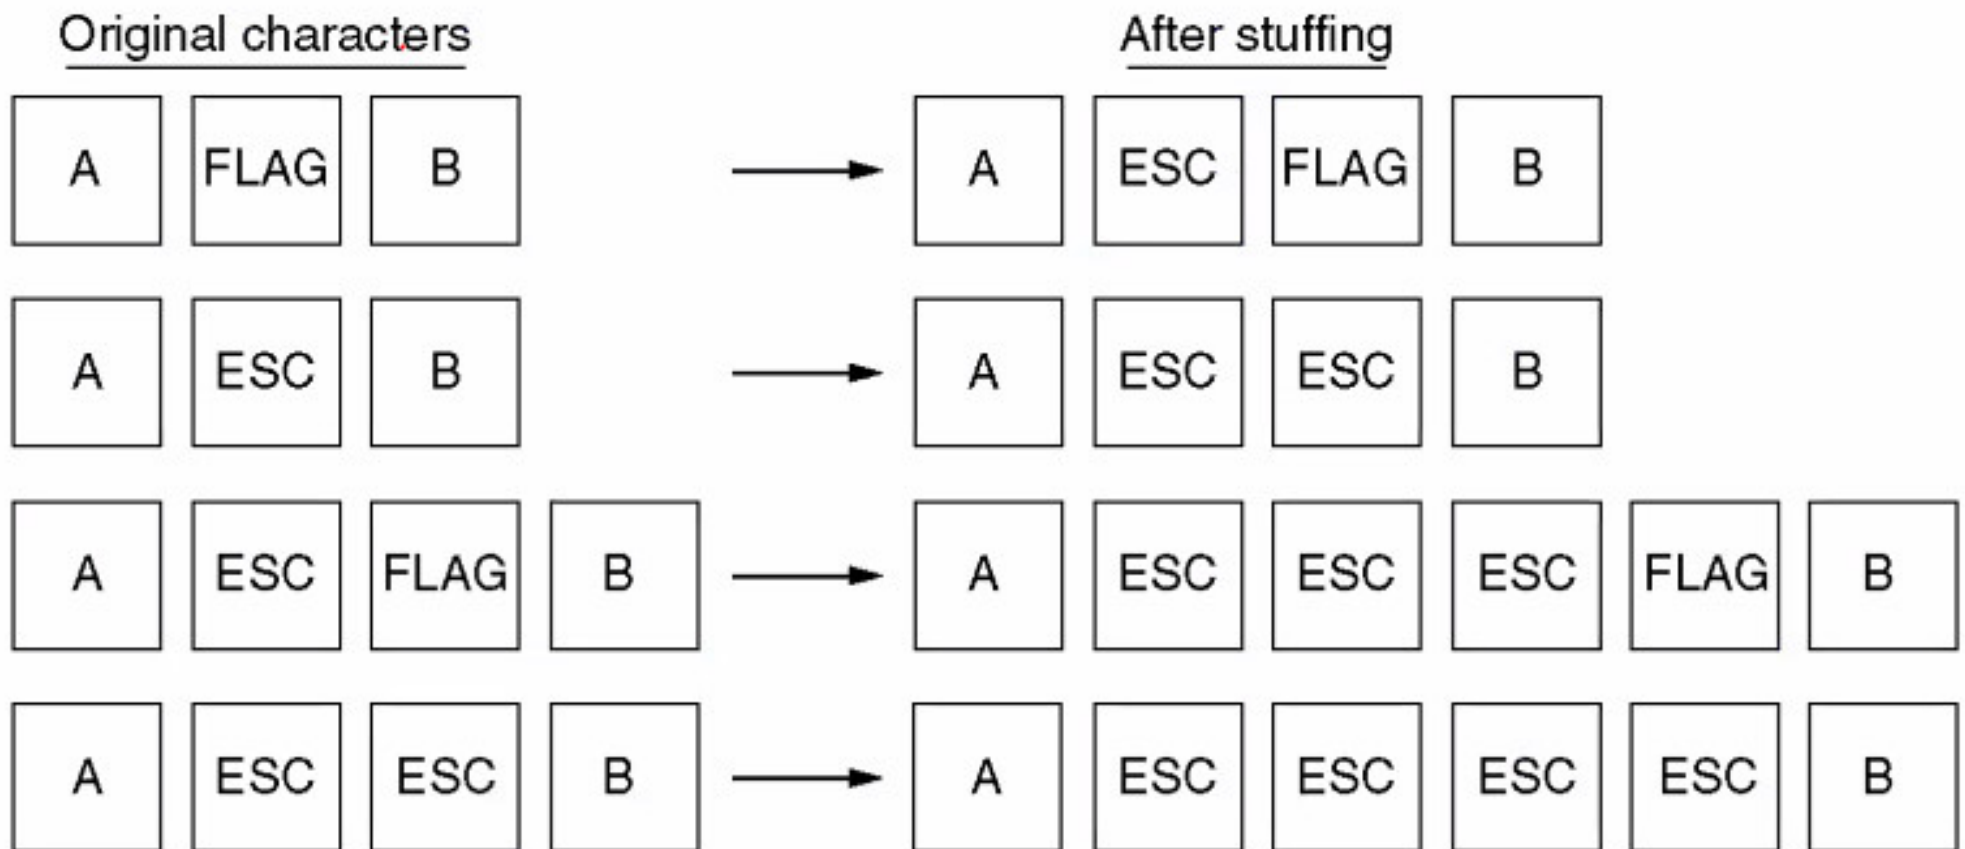 Original characters After stuffing
A FLAG B A ESC FLAG B
A ESC B A ESC ESC B
A ESC FLAG B A ESC ESC ESC FLAG B
A ESC ESC B A ESC ESC ESC ESC B